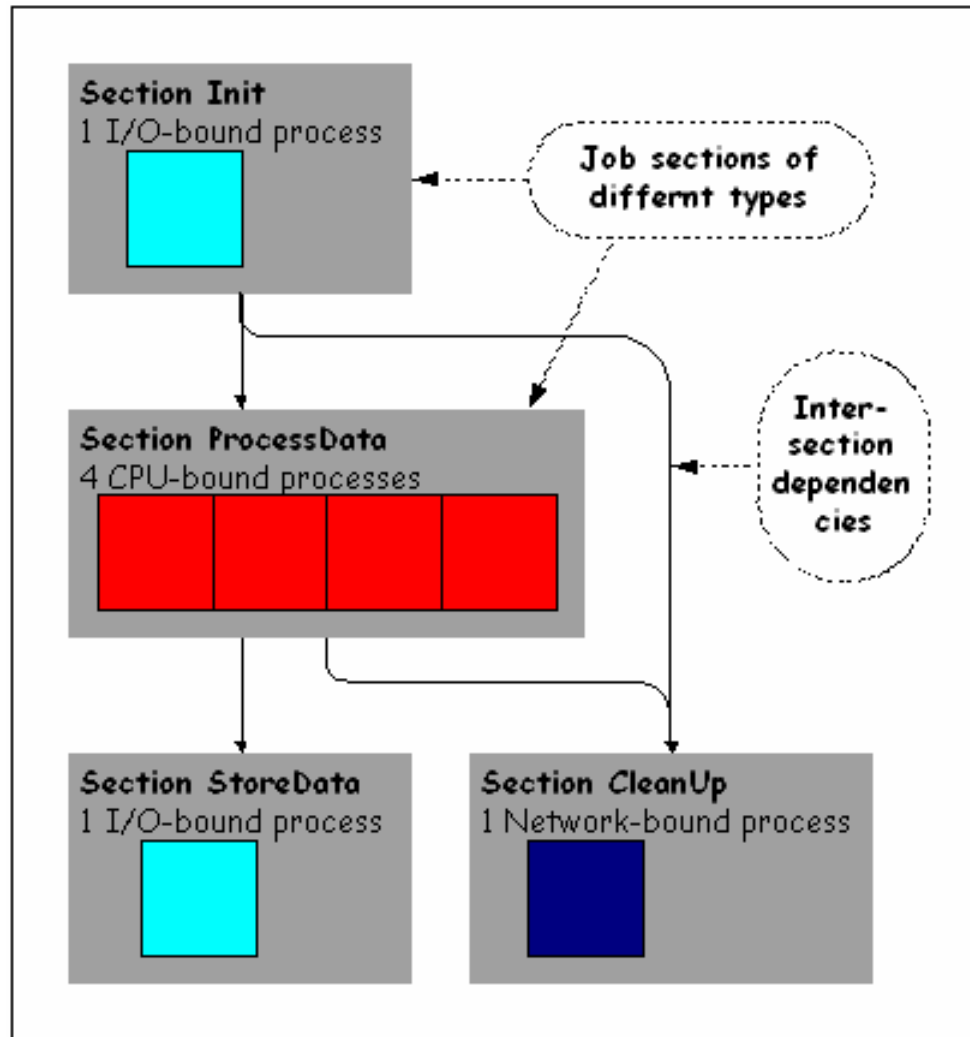 Section Init
1 I/O-bound process
Job sections of
differnt types
Section ProcessData
4 CPU-bound processes
Inter-
section
dependen
cies
Section StoreData
1 I/O-bound process
Section CleanUp
1 Network-bound process